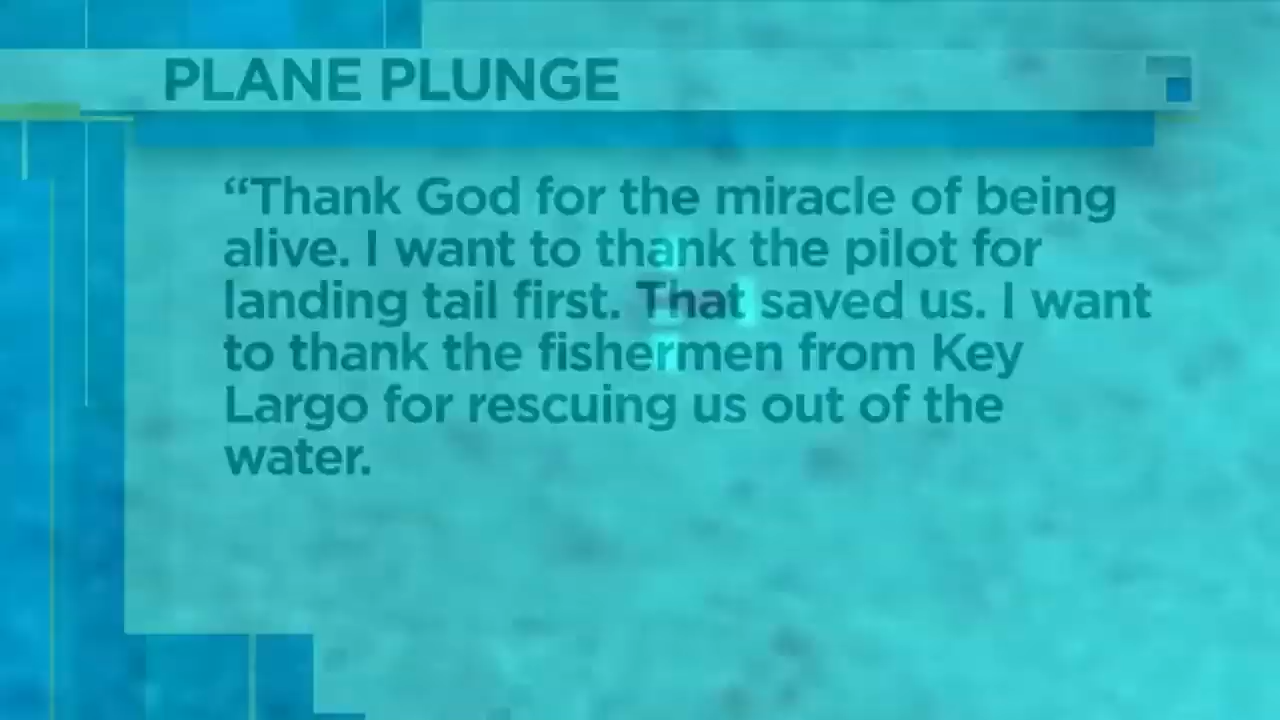 PLANE PLUNGE
“Thank God for the miracle of being
alive. I want to thank the pilot for
landing tail first. That saved us. I want
to thank the fishermen from Key
Largo for rescuing us out of the
water.